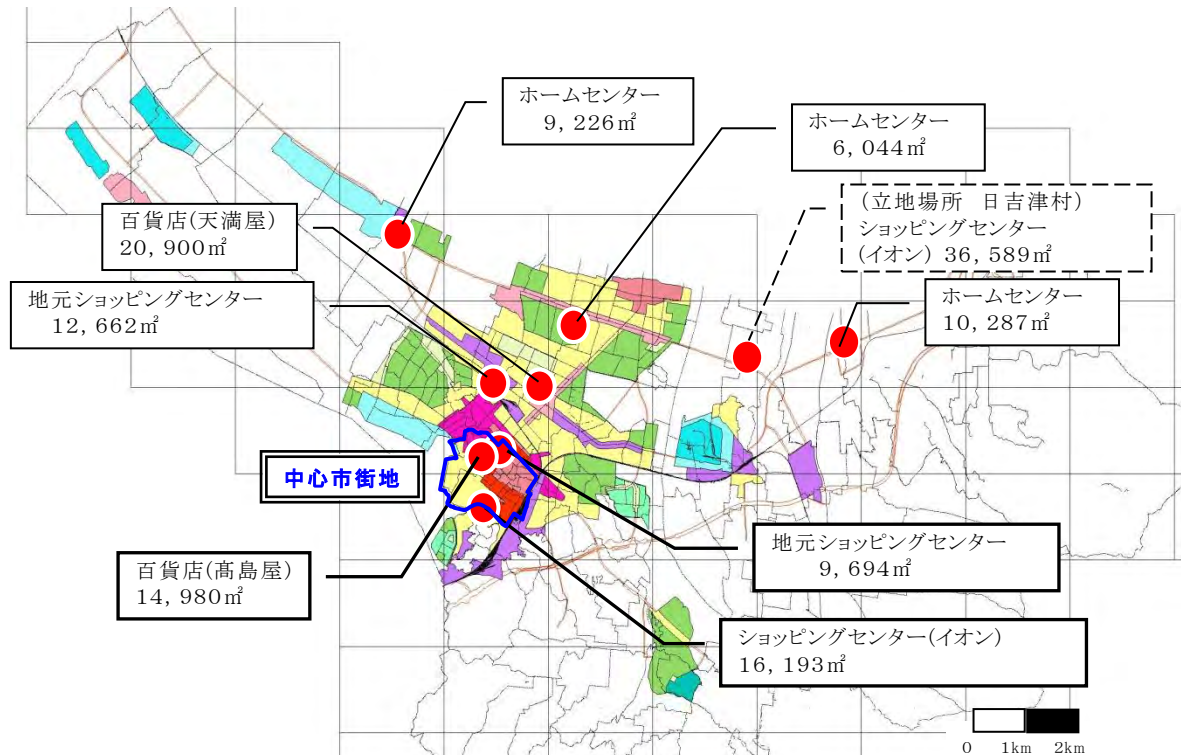 ホームセンター
9,226㎡
ホームセンター
6,044㎡
(立地場所 日吉津村)
ショッピングセンター
(イオン) 36,589㎡
百貨店(天満屋)
20,900㎡
地元ショッピングセンター
12,662㎡
ホームセンター
10,287㎡
中心市街地
地元ショッピングセンター
9,694㎡
百貨店(髙島屋)
14,980㎡
ショッピングセンター(イオン)
16,193㎡
0 1km 2km